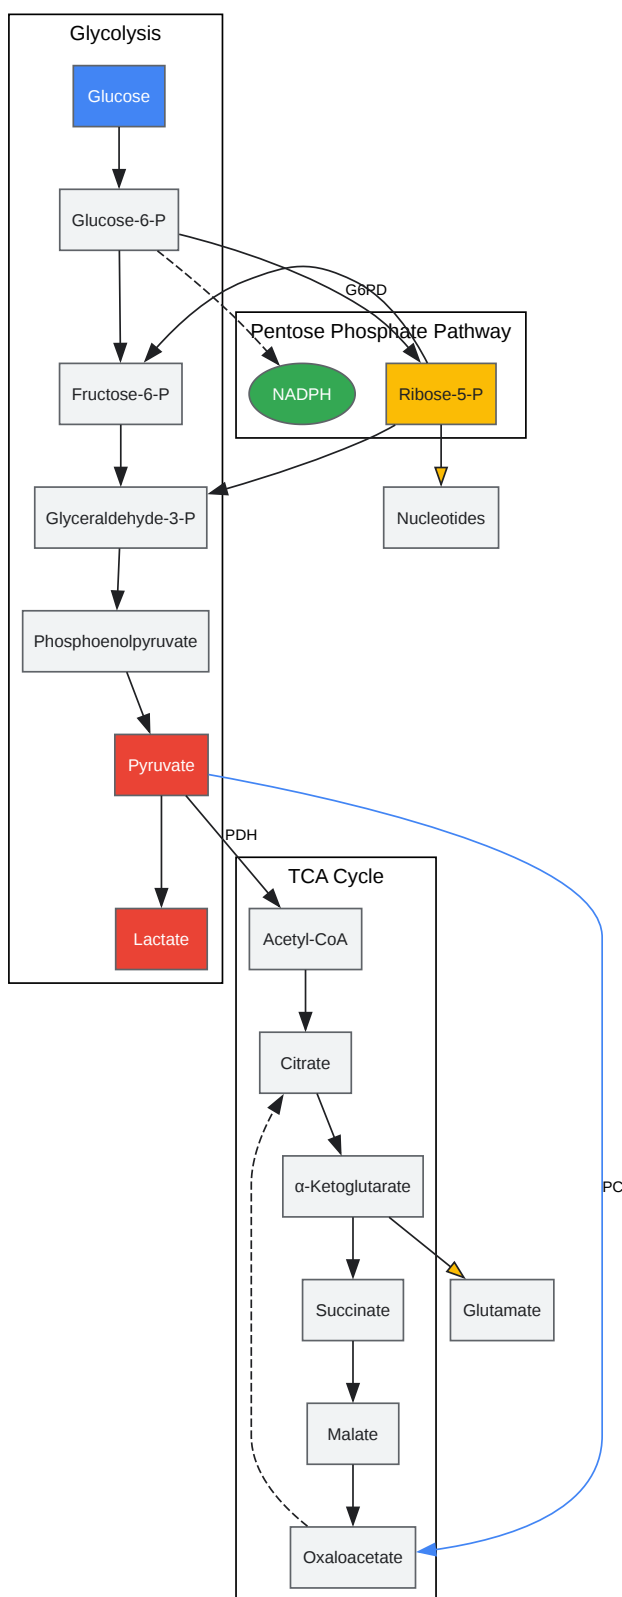 Glycolysis
Glucose
Glucose-6-P
G6PD
Pentose Phosphate Pathway
Fructose-6-P
NADPH
Ribose-5-P
Glyceraldehyde-3-P
Nucleotides
Phosphoenolpyruvate
Pyruvate
PDH
TCA Cycle
Lactate
Acetyl-CoA
Citrate
α-Ketoglutarate
PC
Succinate
Glutamate
Malate
Oxaloacetate